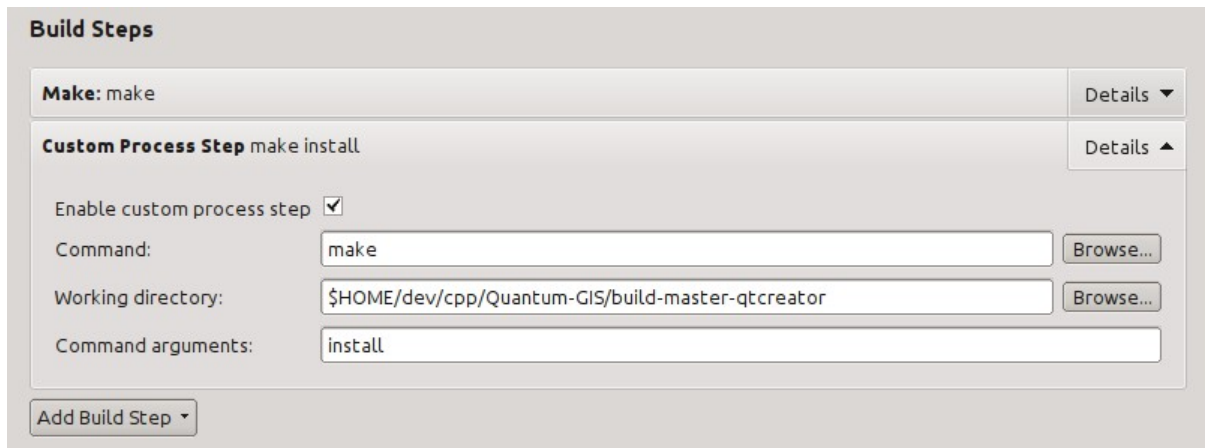 Build Steps
Make: make Details
Custom Process Step make install Details
Enable custom process step
Command: make Browse...
Working directory: $HOME/dev/cpp/Quantum-GIS/build-master-qtcreator Browse...
Command arguments: install
Add Build Step